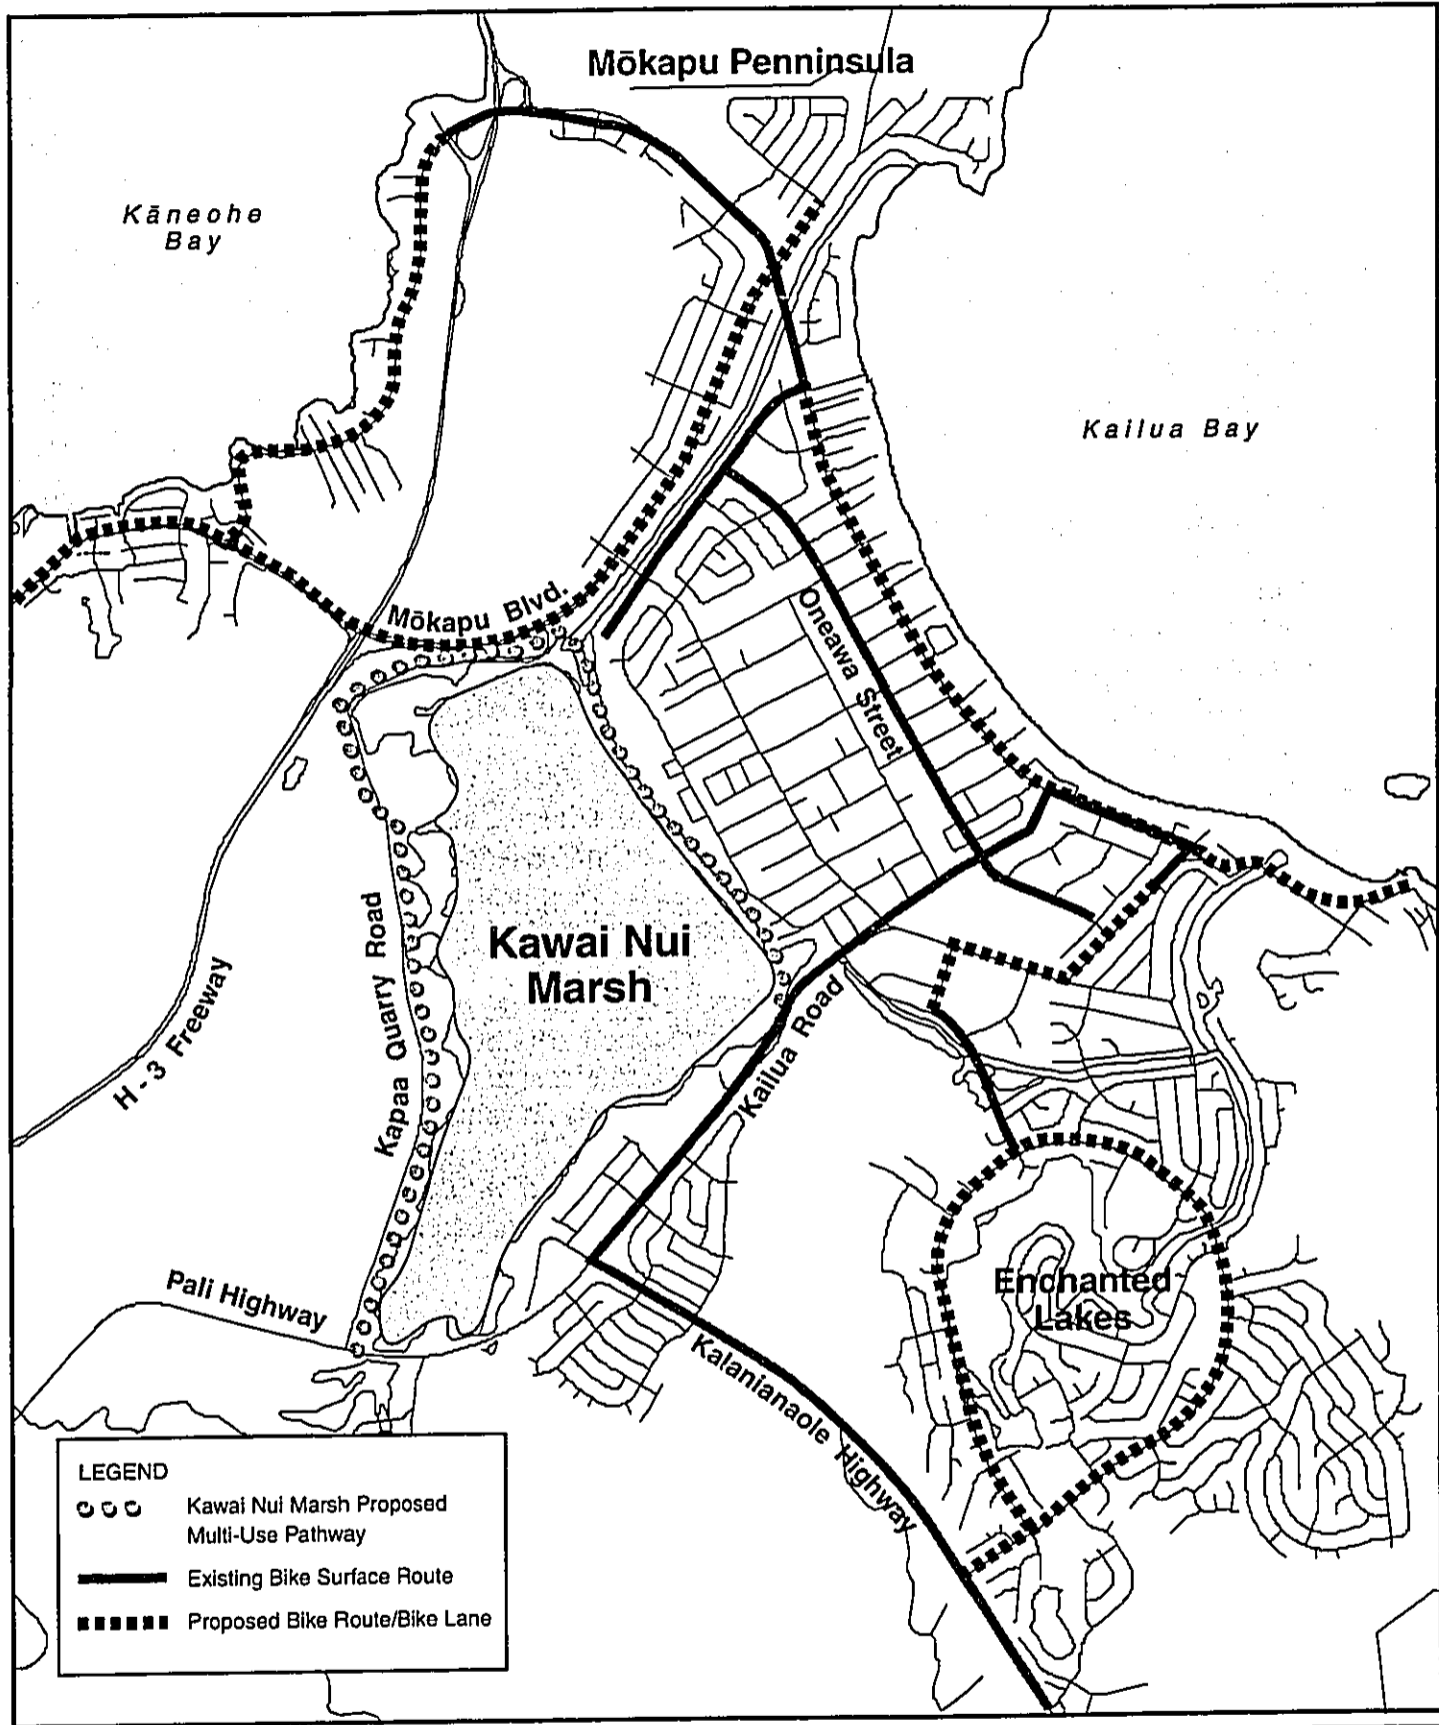 Mōkapu Penninsula
Kāneohe
Bay
Kailua Bay
Mōkapu Blvd.
Oneawa Street
Kapaa Quarry Road
Kawai Nui
Marsh
H - 3 Freeway
Kailua Road
Pali Highway
Enchanted
Lakes
Kalanianaole Highway
LEGEND
Kawai Nui Marsh Proposed
Multi-Use Pathway
Existing Bike Surface Route
Proposed Bike Route/Bike Lane